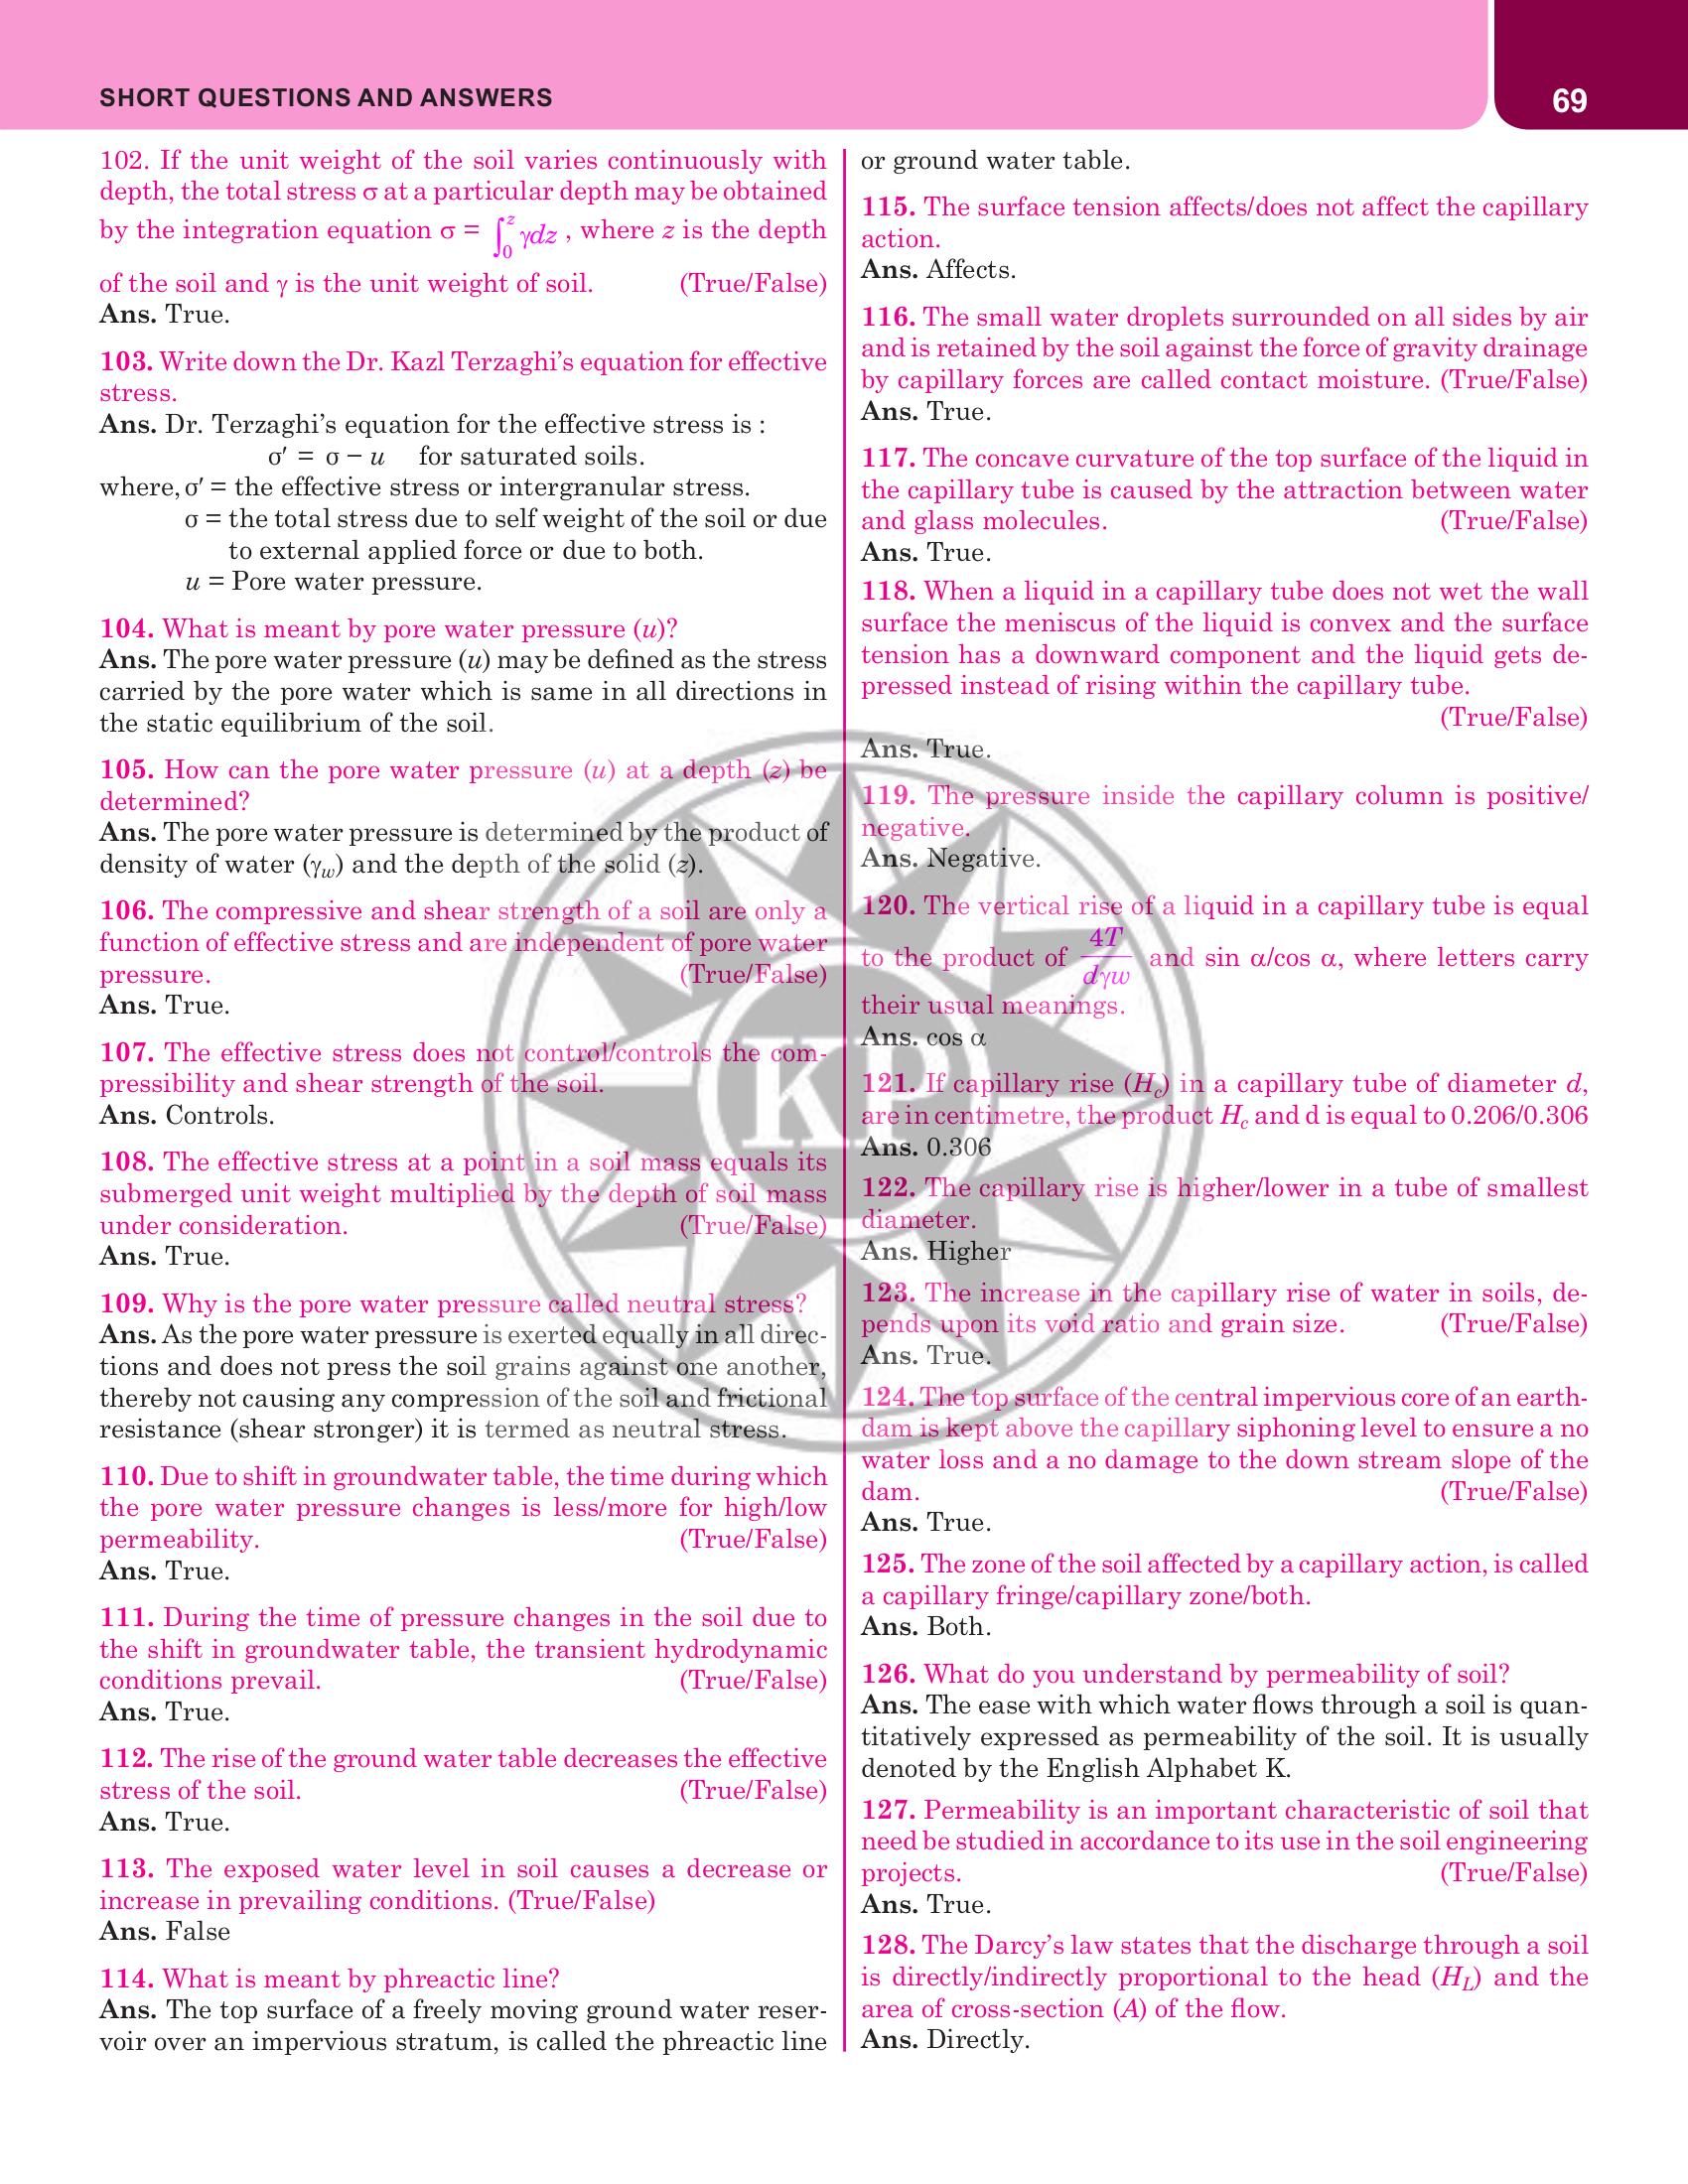 SHORT QUESTIONS AND ANSWERS
69
102. If the unit weight of the soil varies continuously with
depth, the total stress σ at a particular depth may be obtained
by the integration equation σ = ∫₀ᶻ γdz , where z is the depth
of the soil and γ is the unit weight of soil. (True/False)
Ans. True.
103. Write down the Dr. Kazl Terzaghi's equation for effective
stress.
Ans. Dr. Terzaghi's equation for the effective stress is :
σ′ = σ – u for saturated soils.
where, σ′ = the effective stress or intergranular stress.
σ = the total stress due to self weight of the soil or due
to external applied force or due to both.
u = Pore water pressure.
104. What is meant by pore water pressure (u)?
Ans. The pore water pressure (u) may be defined as the stress
carried by the pore water which is same in all directions in
the static equilibrium of the soil.
105. How can the pore water pressure (u) at a depth (z) be
determined?
Ans. The pore water pressure is determined by the product of
density of water (γw) and the depth of the solid (z).
106. The compressive and shear strength of a soil are only a
function of effective stress and are independent of pore water
pressure. (True/False)
Ans. True.
107. The effective stress does not control/controls the com-
pressibility and shear strength of the soil.
Ans. Controls.
108. The effective stress at a point in a soil mass equals its
submerged unit weight multiplied by the depth of soil mass
under consideration. (True/False)
Ans. True.
109. Why is the pore water pressure called neutral stress?
Ans. As the pore water pressure is exerted equally in all direc-
tions and does not press the soil grains against one another,
thereby not causing any compression of the soil and frictional
resistance (shear stronger) it is termed as neutral stress.
110. Due to shift in groundwater table, the time during which
the pore water pressure changes is less/more for high/low
permeability. (True/False)
Ans. True.
111. During the time of pressure changes in the soil due to
the shift in groundwater table, the transient hydrodynamic
conditions prevail. (True/False)
Ans. True.
112. The rise of the ground water table decreases the effective
stress of the soil. (True/False)
Ans. True.
113. The exposed water level in soil causes a decrease or
increase in prevailing conditions. (True/False)
Ans. False
114. What is meant by phreactic line?
Ans. The top surface of a freely moving ground water reser-
voir over an impervious stratum, is called the phreactic line
or ground water table.
115. The surface tension affects/does not affect the capillary
action.
Ans. Affects.
116. The small water droplets surrounded on all sides by air
and is retained by the soil against the force of gravity drainage
by capillary forces are called contact moisture. (True/False)
Ans. True.
117. The concave curvature of the top surface of the liquid in
the capillary tube is caused by the attraction between water
and glass molecules. (True/False)
Ans. True.
118. When a liquid in a capillary tube does not wet the wall
surface the meniscus of the liquid is convex and the surface
tension has a downward component and the liquid gets de-
pressed instead of rising within the capillary tube.
(True/False)
Ans. True.
119. The pressure inside the capillary column is positive/
negative.
Ans. Negative.
120. The vertical rise of a liquid in a capillary tube is equal
to the product of 4T/dγw and sin α/cos α, where letters carry
their usual meanings.
Ans. cos α
121. If capillary rise (Hc) in a capillary tube of diameter d,
are in centimetre, the product Hc and d is equal to 0.206/0.306
Ans. 0.306
122. The capillary rise is higher/lower in a tube of smallest
diameter.
Ans. Higher
123. The increase in the capillary rise of water in soils, de-
pends upon its void ratio and grain size. (True/False)
Ans. True.
124. The top surface of the central impervious core of an earth-
dam is kept above the capillary siphoning level to ensure a no
water loss and a no damage to the down stream slope of the
dam. (True/False)
Ans. True.
125. The zone of the soil affected by a capillary action, is called
a capillary fringe/capillary zone/both.
Ans. Both.
126. What do you understand by permeability of soil?
Ans. The ease with which water flows through a soil is quan-
titatively expressed as permeability of the soil. It is usually
denoted by the English Alphabet K.
127. Permeability is an important characteristic of soil that
need be studied in accordance to its use in the soil engineering
projects. (True/False)
Ans. True.
128. The Darcy's law states that the discharge through a soil
is directly/indirectly proportional to the head (HL) and the
area of cross-section (A) of the flow.
Ans. Directly.
KP